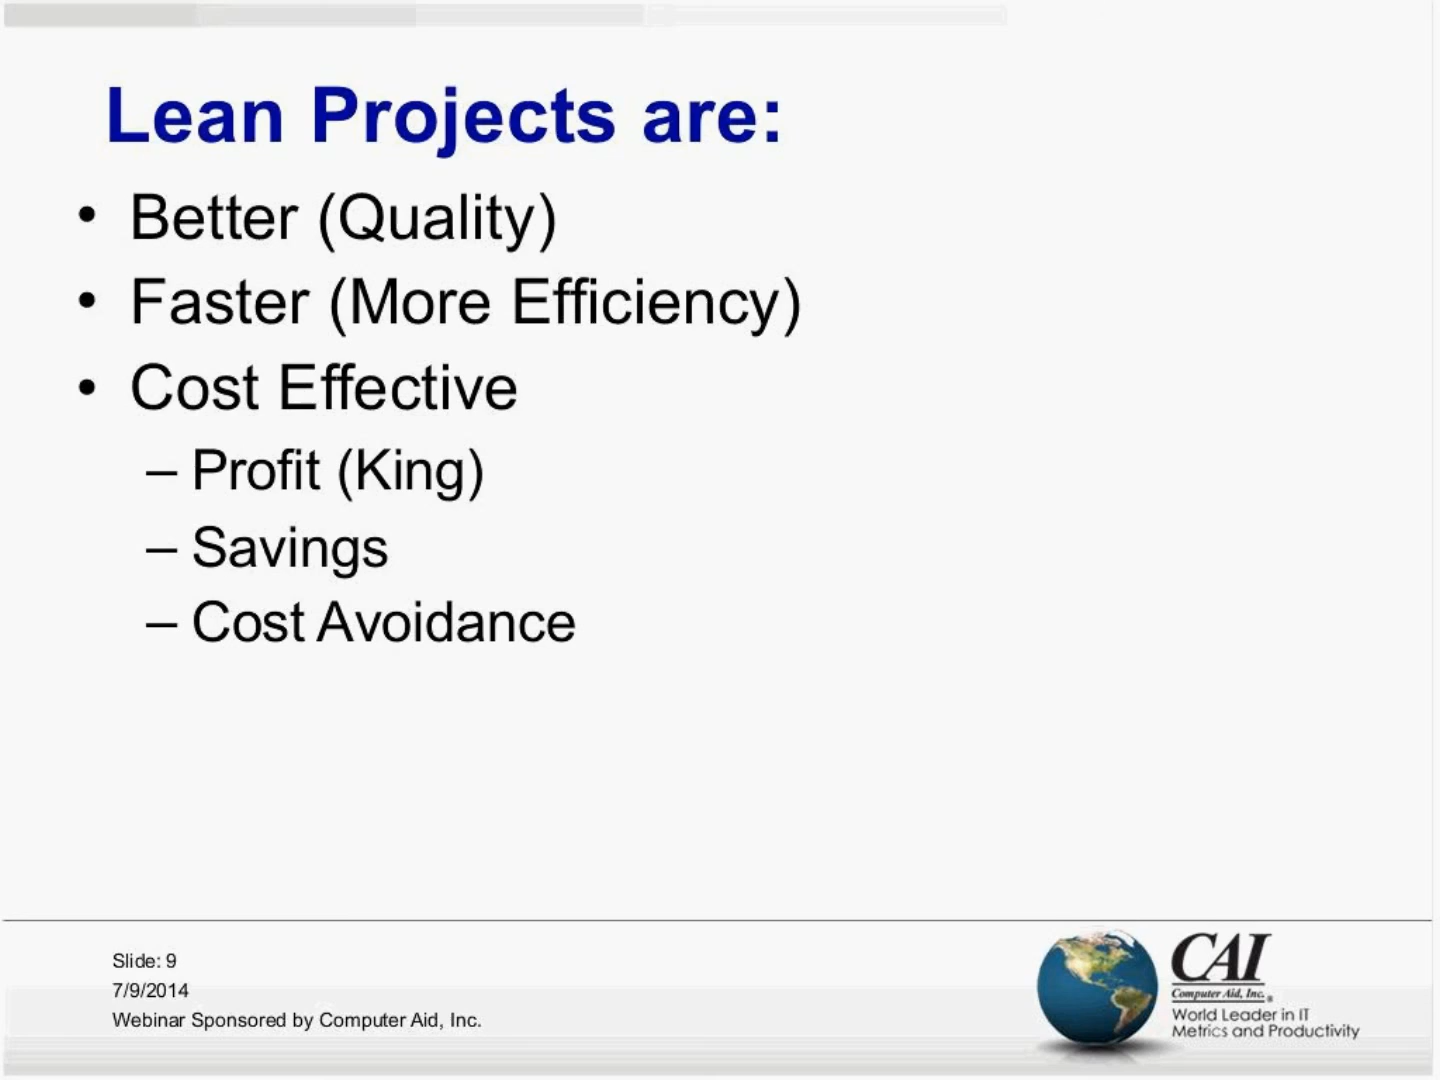 Lean Projects are:
• Better (Quality)
• Faster (More Efficiency)
• Cost Effective
– Profit (King)
– Savings
– Cost Avoidance
Slide: 9
7/9/2014
Webinar Sponsored by Computer Aid, Inc.
CAI
Computer Aid, Inc.®
World Leader in IT
Metrics and Productivity